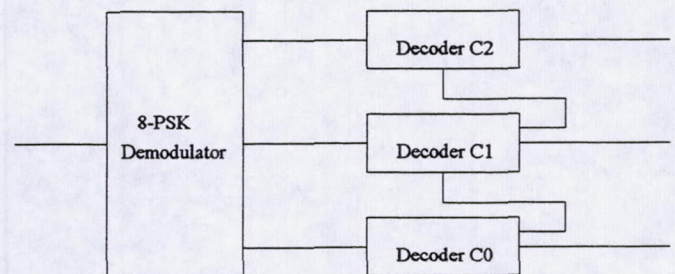 Decoder C2
8-PSK
Demodulator
Decoder C1
Decoder C0